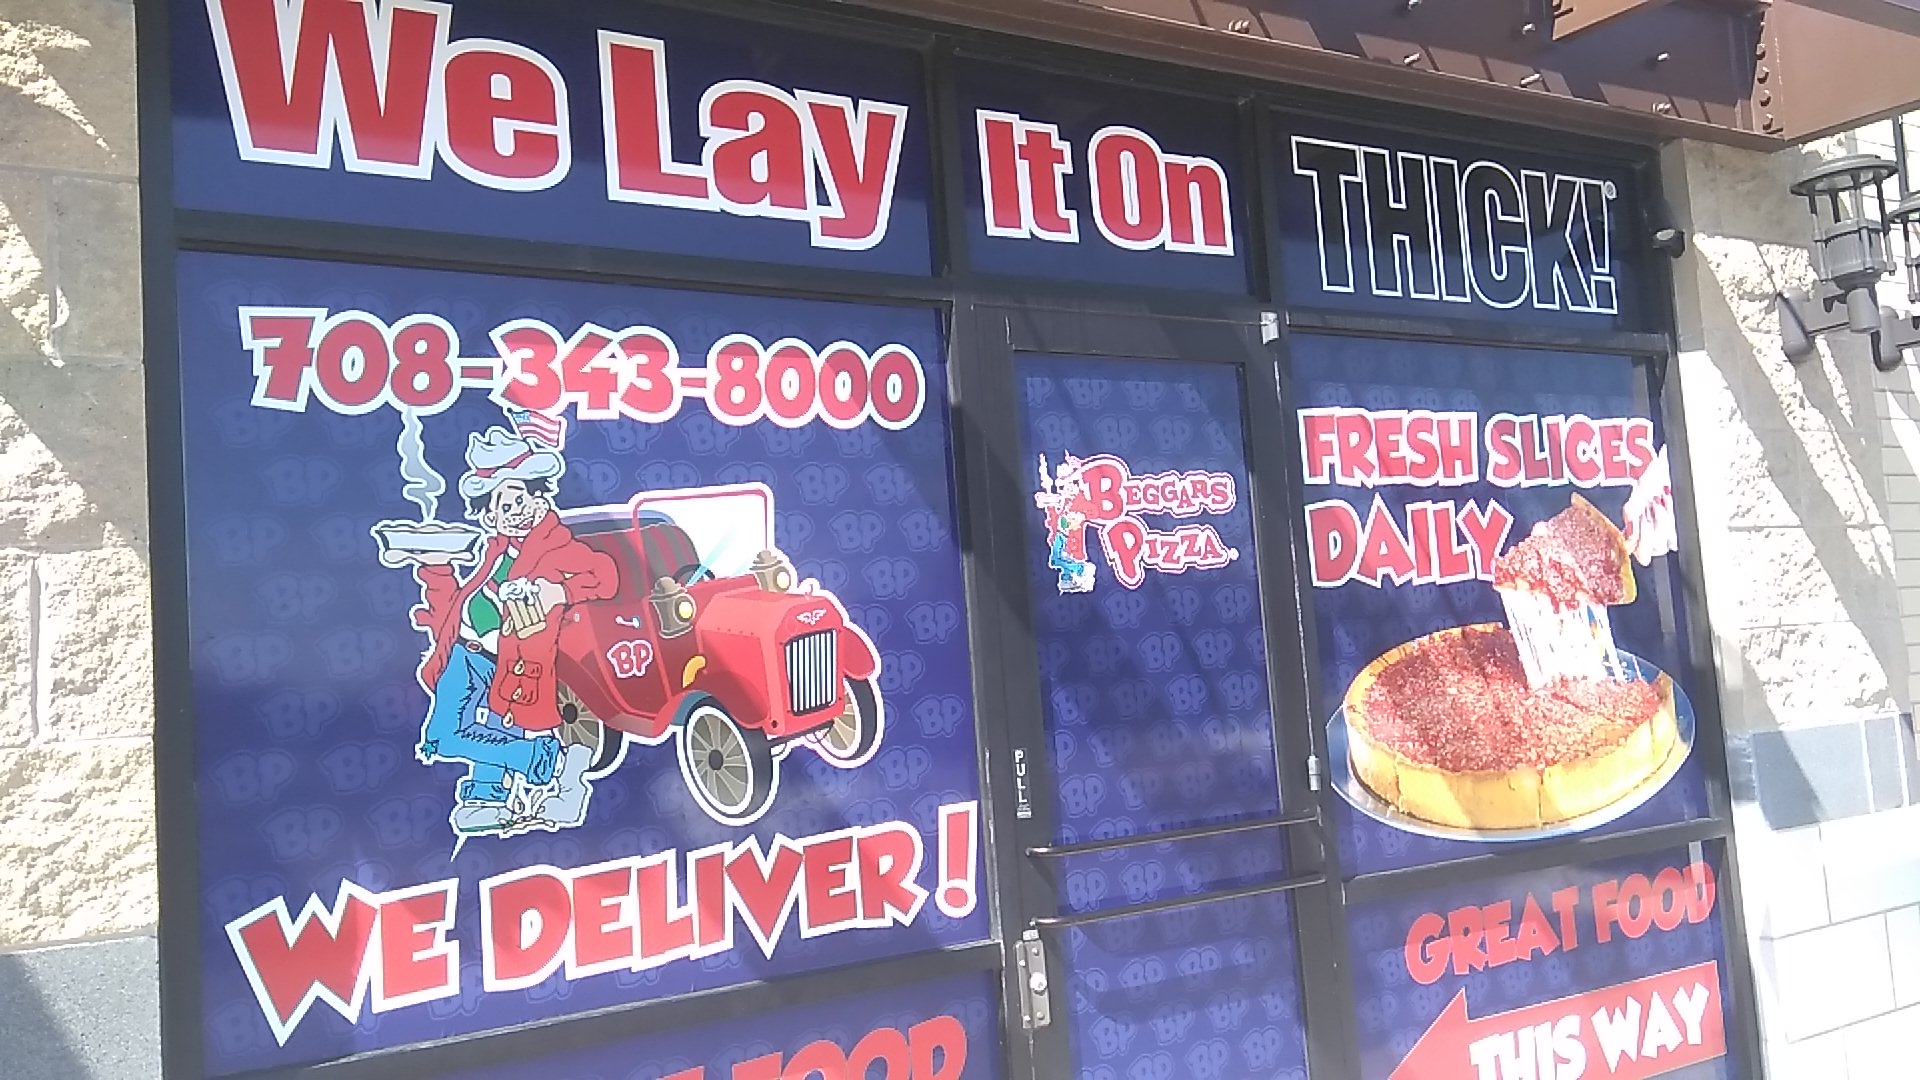 We Lay It On THICK!®
708-343-8000
BP
WE DELIVER!
FOOD
BEGGARS
PIZZA
PULL
FRESH SLICES
DAILY
GREAT FOOD
THIS WAY